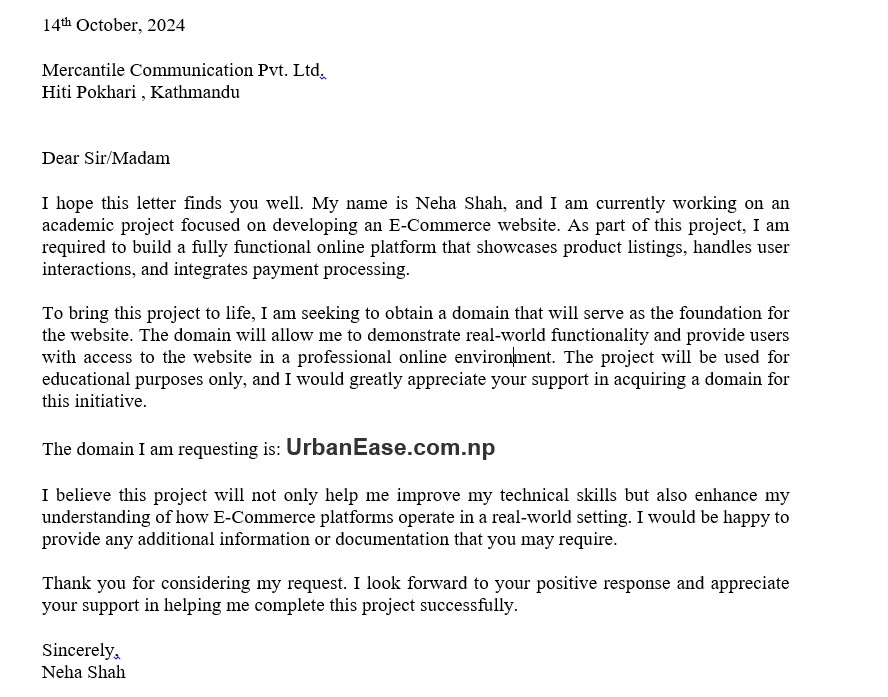 14th October, 2024
Mercantile Communication Pvt. Ltd.
Hiti Pokhari , Kathmandu
Dear Sir/Madam
I hope this letter finds you well. My name is Neha Shah, and I am currently working on an
academic project focused on developing an E-Commerce website. As part of this project, I am
required to build a fully functional online platform that showcases product listings, handles user
interactions, and integrates payment processing.
To bring this project to life, I am seeking to obtain a domain that will serve as the foundation for
the website. The domain will allow me to demonstrate real-world functionality and provide users
with access to the website in a professional online environment. The project will be used for
educational purposes only, and I would greatly appreciate your support in acquiring a domain for
this initiative.
The domain I am requesting is: UrbanEase.com.np
I believe this project will not only help me improve my technical skills but also enhance my
understanding of how E-Commerce platforms operate in a real-world setting. I would be happy to
provide any additional information or documentation that you may require.
Thank you for considering my request. I look forward to your positive response and appreciate
your support in helping me complete this project successfully.
Sincerely,
Neha Shah